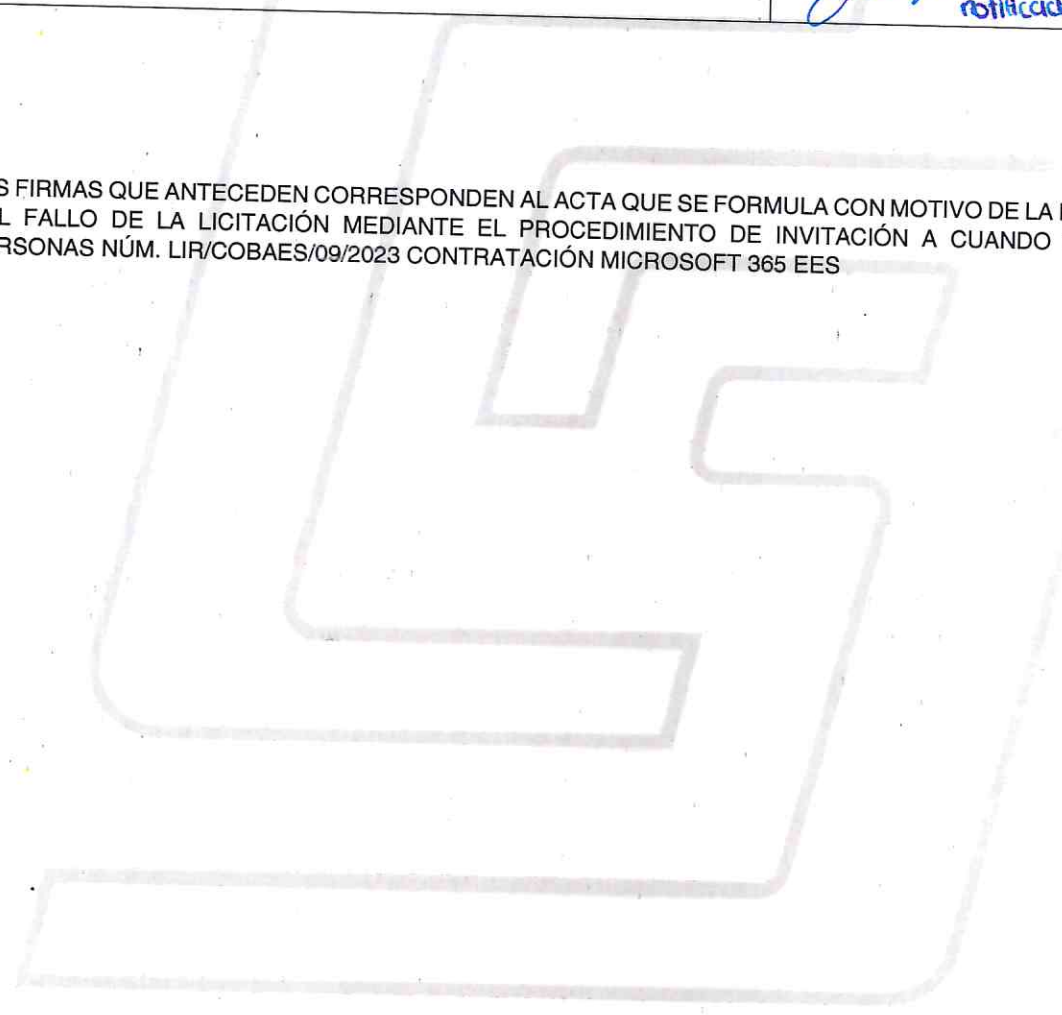 notificac
S FIRMAS QUE ANTECEDEN CORRESPONDEN AL ACTA QUE SE FORMULA CON MOTIVO DE LA
L FALLO DE LA LICITACIÓN MEDIANTE EL PROCEDIMIENTO DE INVITACIÓN A CUANDO
RSONAS NÚM. LIR/COBAES/09/2023 CONTRATACIÓN MICROSOFT 365 EES